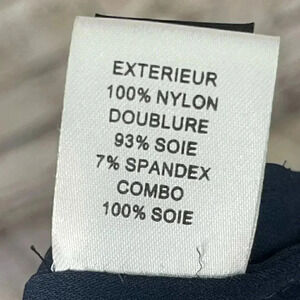 EXTERIEUR
100% NYLON
DOUBLURE
93% SOIE
7% SPANDEX
COMBO
100% SOIE